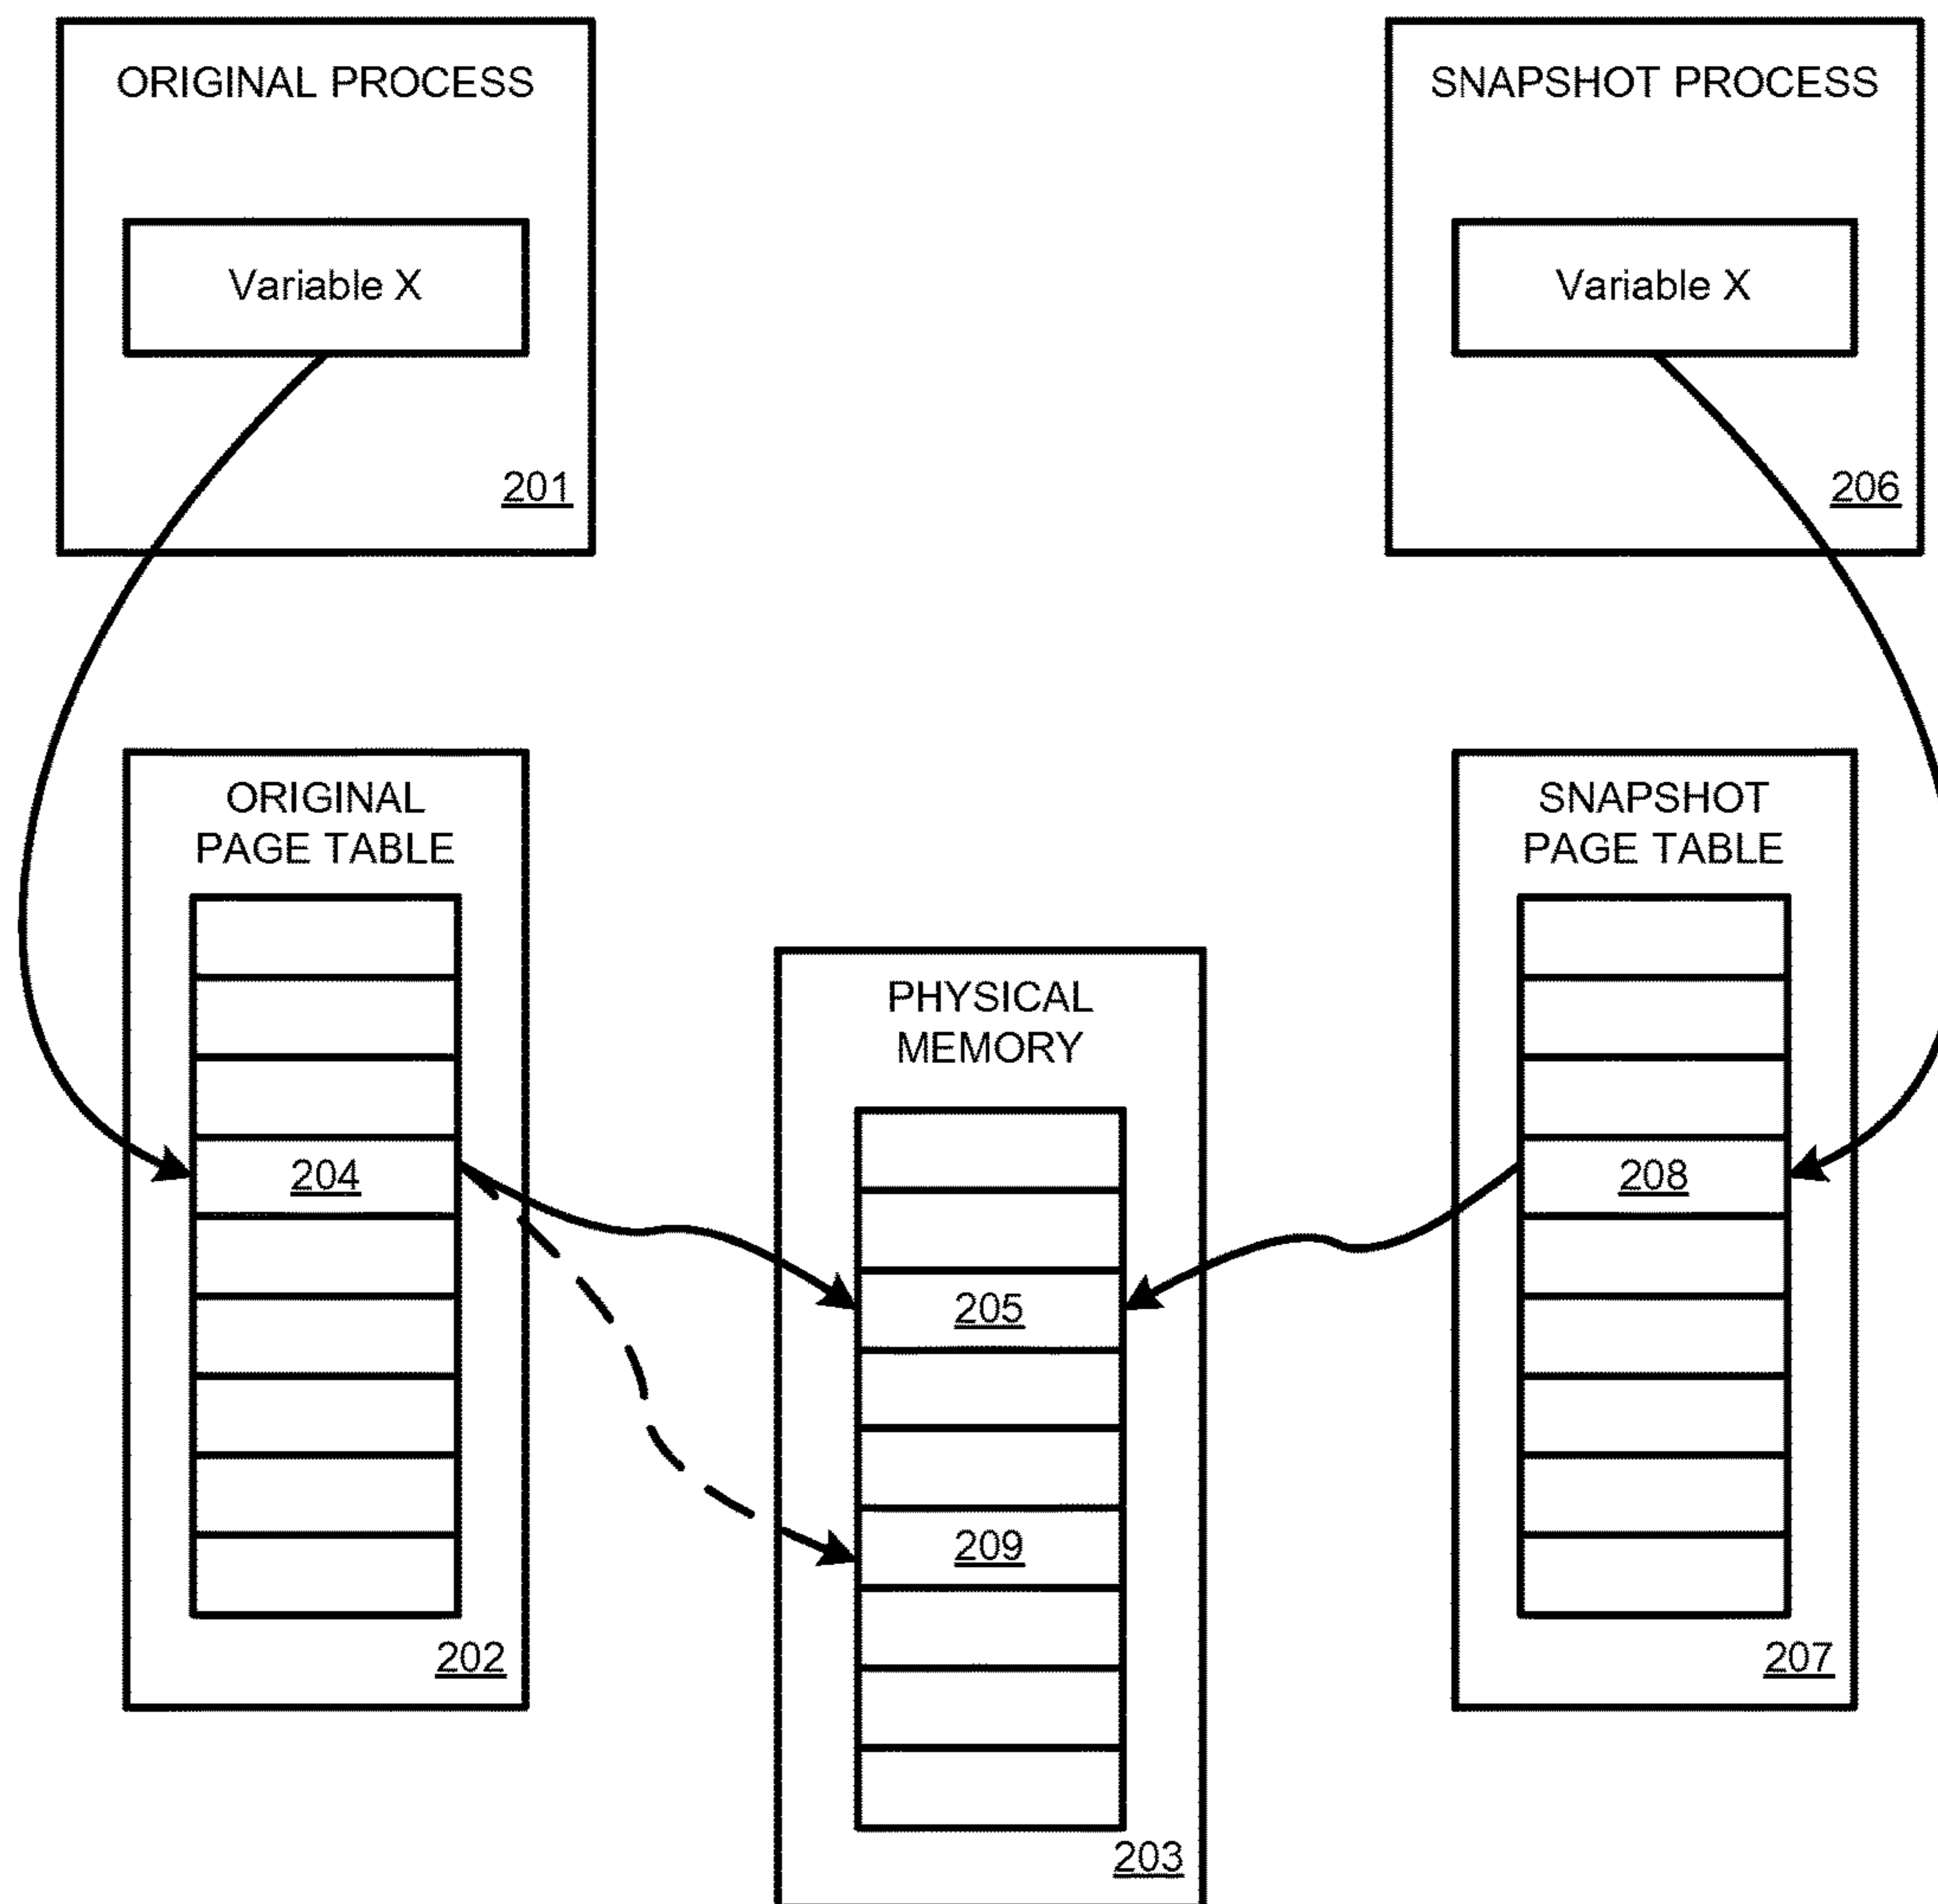 ORIGINAL PROCESS
Variable X
201
SNAPSHOT PROCESS
Variable X
206
ORIGINAL
PAGE TABLE
204
202
PHYSICAL
MEMORY
205
209
203
SNAPSHOT
PAGE TABLE
208
207